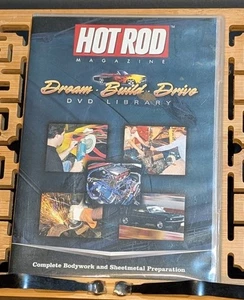 HOT ROD
MAGAZINE
Dream · Build · Drive
DVD LIBRARY
Complete Bodywork and Sheetmetal Preparation